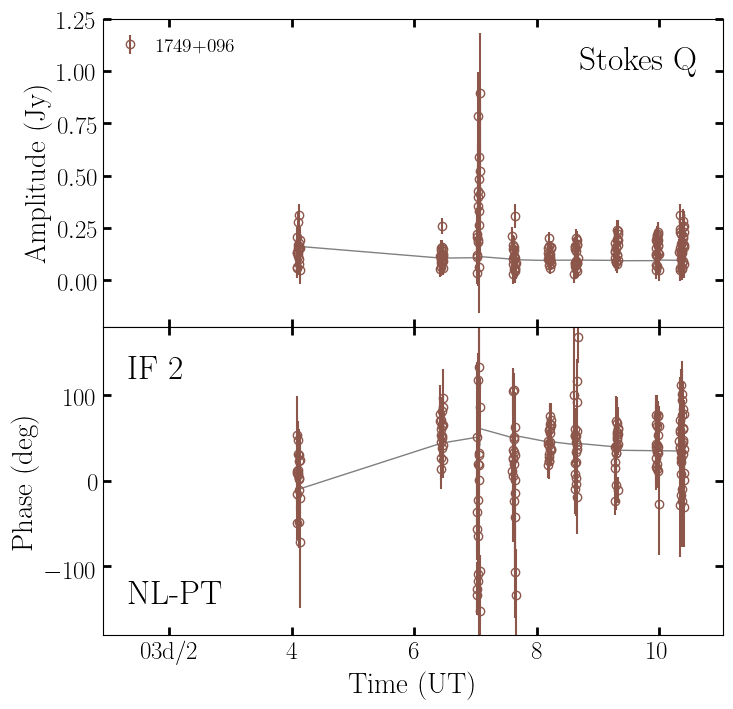 1.25
1.00
0.75
0.50
0.25
0.00
Amplitude (Jy)
1749+096
Stokes Q
100
0
−100
Phase (deg)
IF 2
NL-PT
03d/2
4
6
8
10
Time (UT)